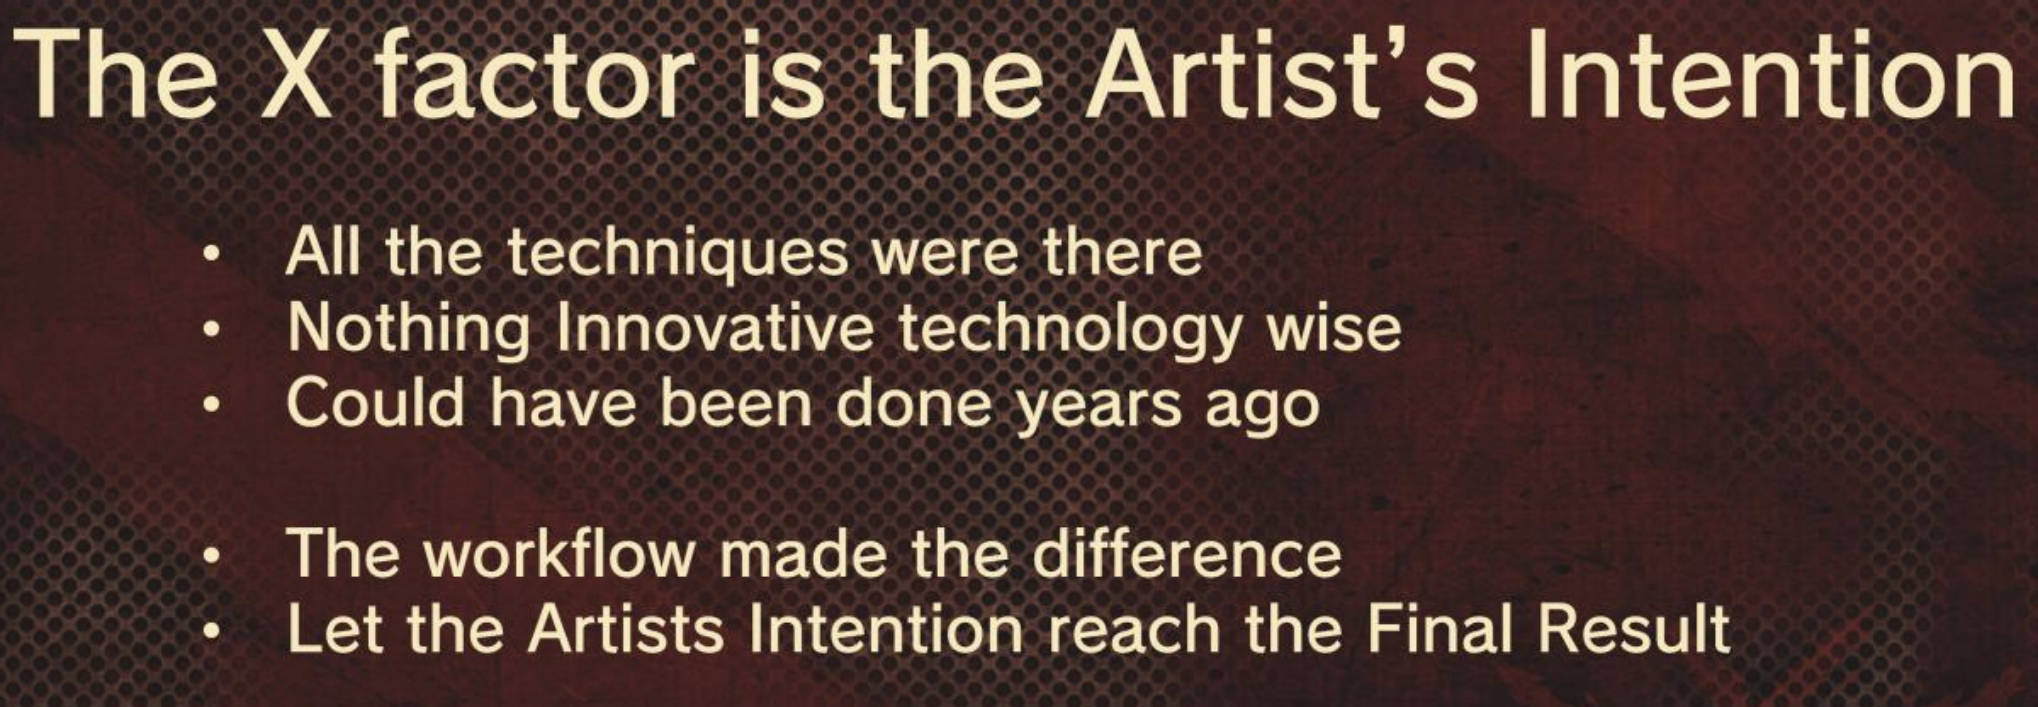 The X factor is the Artist’s Intention
• All the techniques were there
• Nothing Innovative technology wise
• Could have been done years ago
• The workflow made the difference
• Let the Artists Intention reach the Final Result